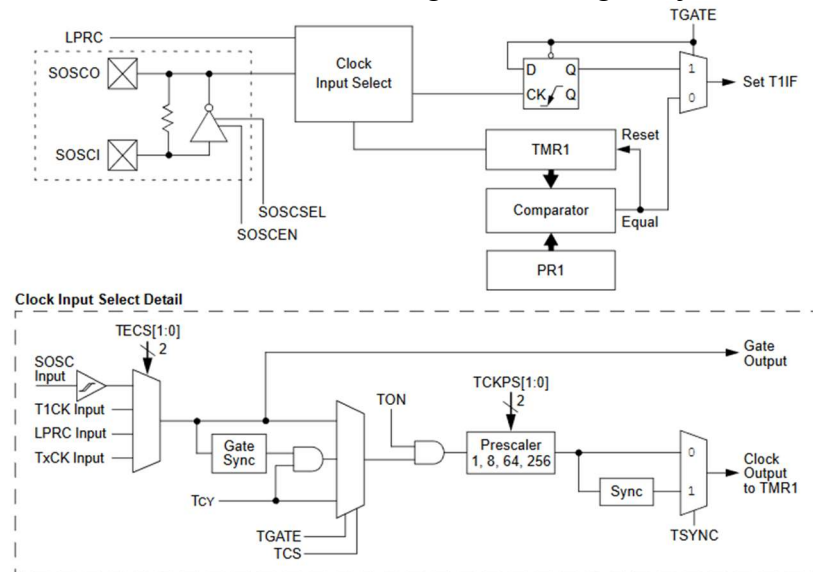 TGATE
LPRC
SOSCO
Clock
Input Select
D Q
CK Q
1
0
Set T1IF
SOSCI
Reset
TMR1
Comparator
Equal
SOSCSEL
SOSCEN
PR1
Clock Input Select Detail
TECS[1:0]
2
SOSC
Input
T1CK Input
LPRC Input
TxCK Input
Gate
Output
TON
TCKPS[1:0]
2
Gate
Sync
Prescaler
1, 8, 64, 256
0
1
Clock
Output
to TMR1
Sync
TCY
TGATE
TCS
TSYNC